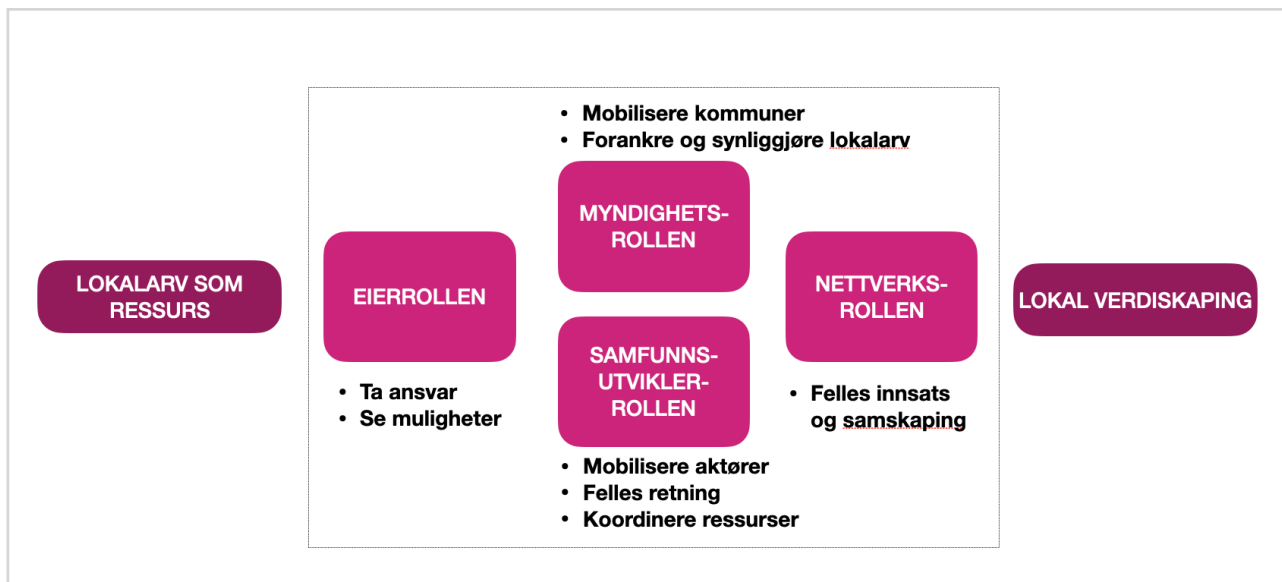 • Mobilisere kommuner
• Forankre og synliggjøre lokalarv
MYNDIGHETS-
ROLLEN
LOKALARV SOM
RESSURS
EIERROLLEN
NETTVERKS-
ROLLEN
LOKAL VERDISKAPING
SAMFUNNS-
UTVIKLER-
ROLLEN
• Ta ansvar
• Se muligheter
• Felles innsats
og samskaping
• Mobilisere aktører
• Felles retning
• Koordinere ressurser